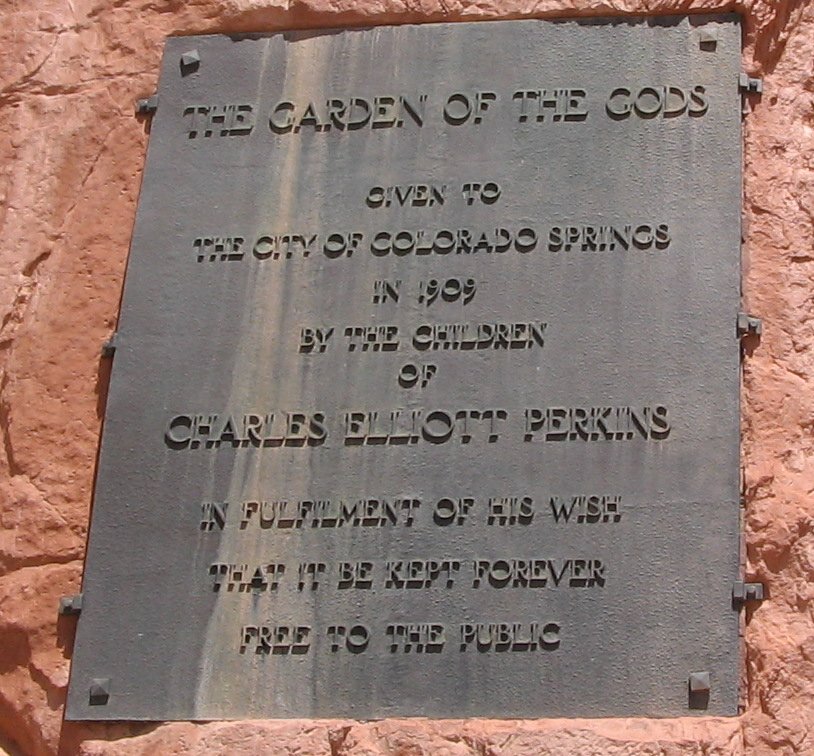 THE GARDEN OF THE GODS
GIVEN TO
THE CITY OF COLORADO SPRINGS
IN 1909
BY THE CHILDREN
OF
CHARLES ELLIOTT PERKINS
IN FULFILMENT OF HIS WISH
THAT IT BE KEPT FOREVER
FREE TO THE PUBLIC